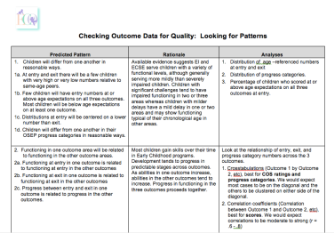 Checking Outcome Data for Quality: Looking for Patterns
Predicted Pattern
Rationale
Analyses
1. Children will differ from one another in
reasonable ways.
1a. At entry and exit there will be a few children
with very high or very low numbers relative to
same age peers.
1b. Few children will have entry numbers at or
above age expectations on all three outcomes.
Most children will be below age expectations
on at least one outcome.
1c. Distributions at entry will be centered on a lower
number than exit.
1d. Children will differ from one another in their
OSEP progress categories in reasonable ways.
Available evidence suggests EI and
ECSE serve children with a variety of
functional levels, although generally
serving more mildly than severely
impaired children. Children with
significant challenges tend to have
impaired functioning in two or three
areas whereas children with milder
delays have a mild delay in one or two
areas and may show functioning
typical of their chronological age in
other areas.
1. Distribution of age-referenced numbers
at entry and exit.
2. Distribution of progress categories.
3. Percentage of children who scored at or
above age expectations on all three
outcomes at entry.
2. Functioning in one outcome area will be related
to functioning in the other outcome areas.
2a. Functioning at entry in one outcome is related
to functioning at entry in the other outcomes.
2b. Functioning at exit in one outcome is related to
functioning at exit in the other outcomes
2c. Progress between entry and exit in one
outcome is related to progress in the other
outcomes.
Most children gain skills over their time
in Early Childhood programs.
Development tends to progress in
predictable stages across outcomes.
As abilities in one outcome increase,
abilities in the other outcomes tend to
increase. Progress in functioning in the
three outcomes proceeds together.
Look at the relationship of entry, exit, and
progress category numbers across the 3
outcomes.
1. Crosstabulations (Outcome 1 by Outcome
2, etc), best for COS ratings and
progress categories. We would expect
most cases to be on the diagonal and the
others to be clustered on either side of the
diagonal.
2. Correlation coefficients (Correlation
between Outcome 1 and Outcome 2, etc),
best for scores. We would expect
correlations to be moderate to strong (r =